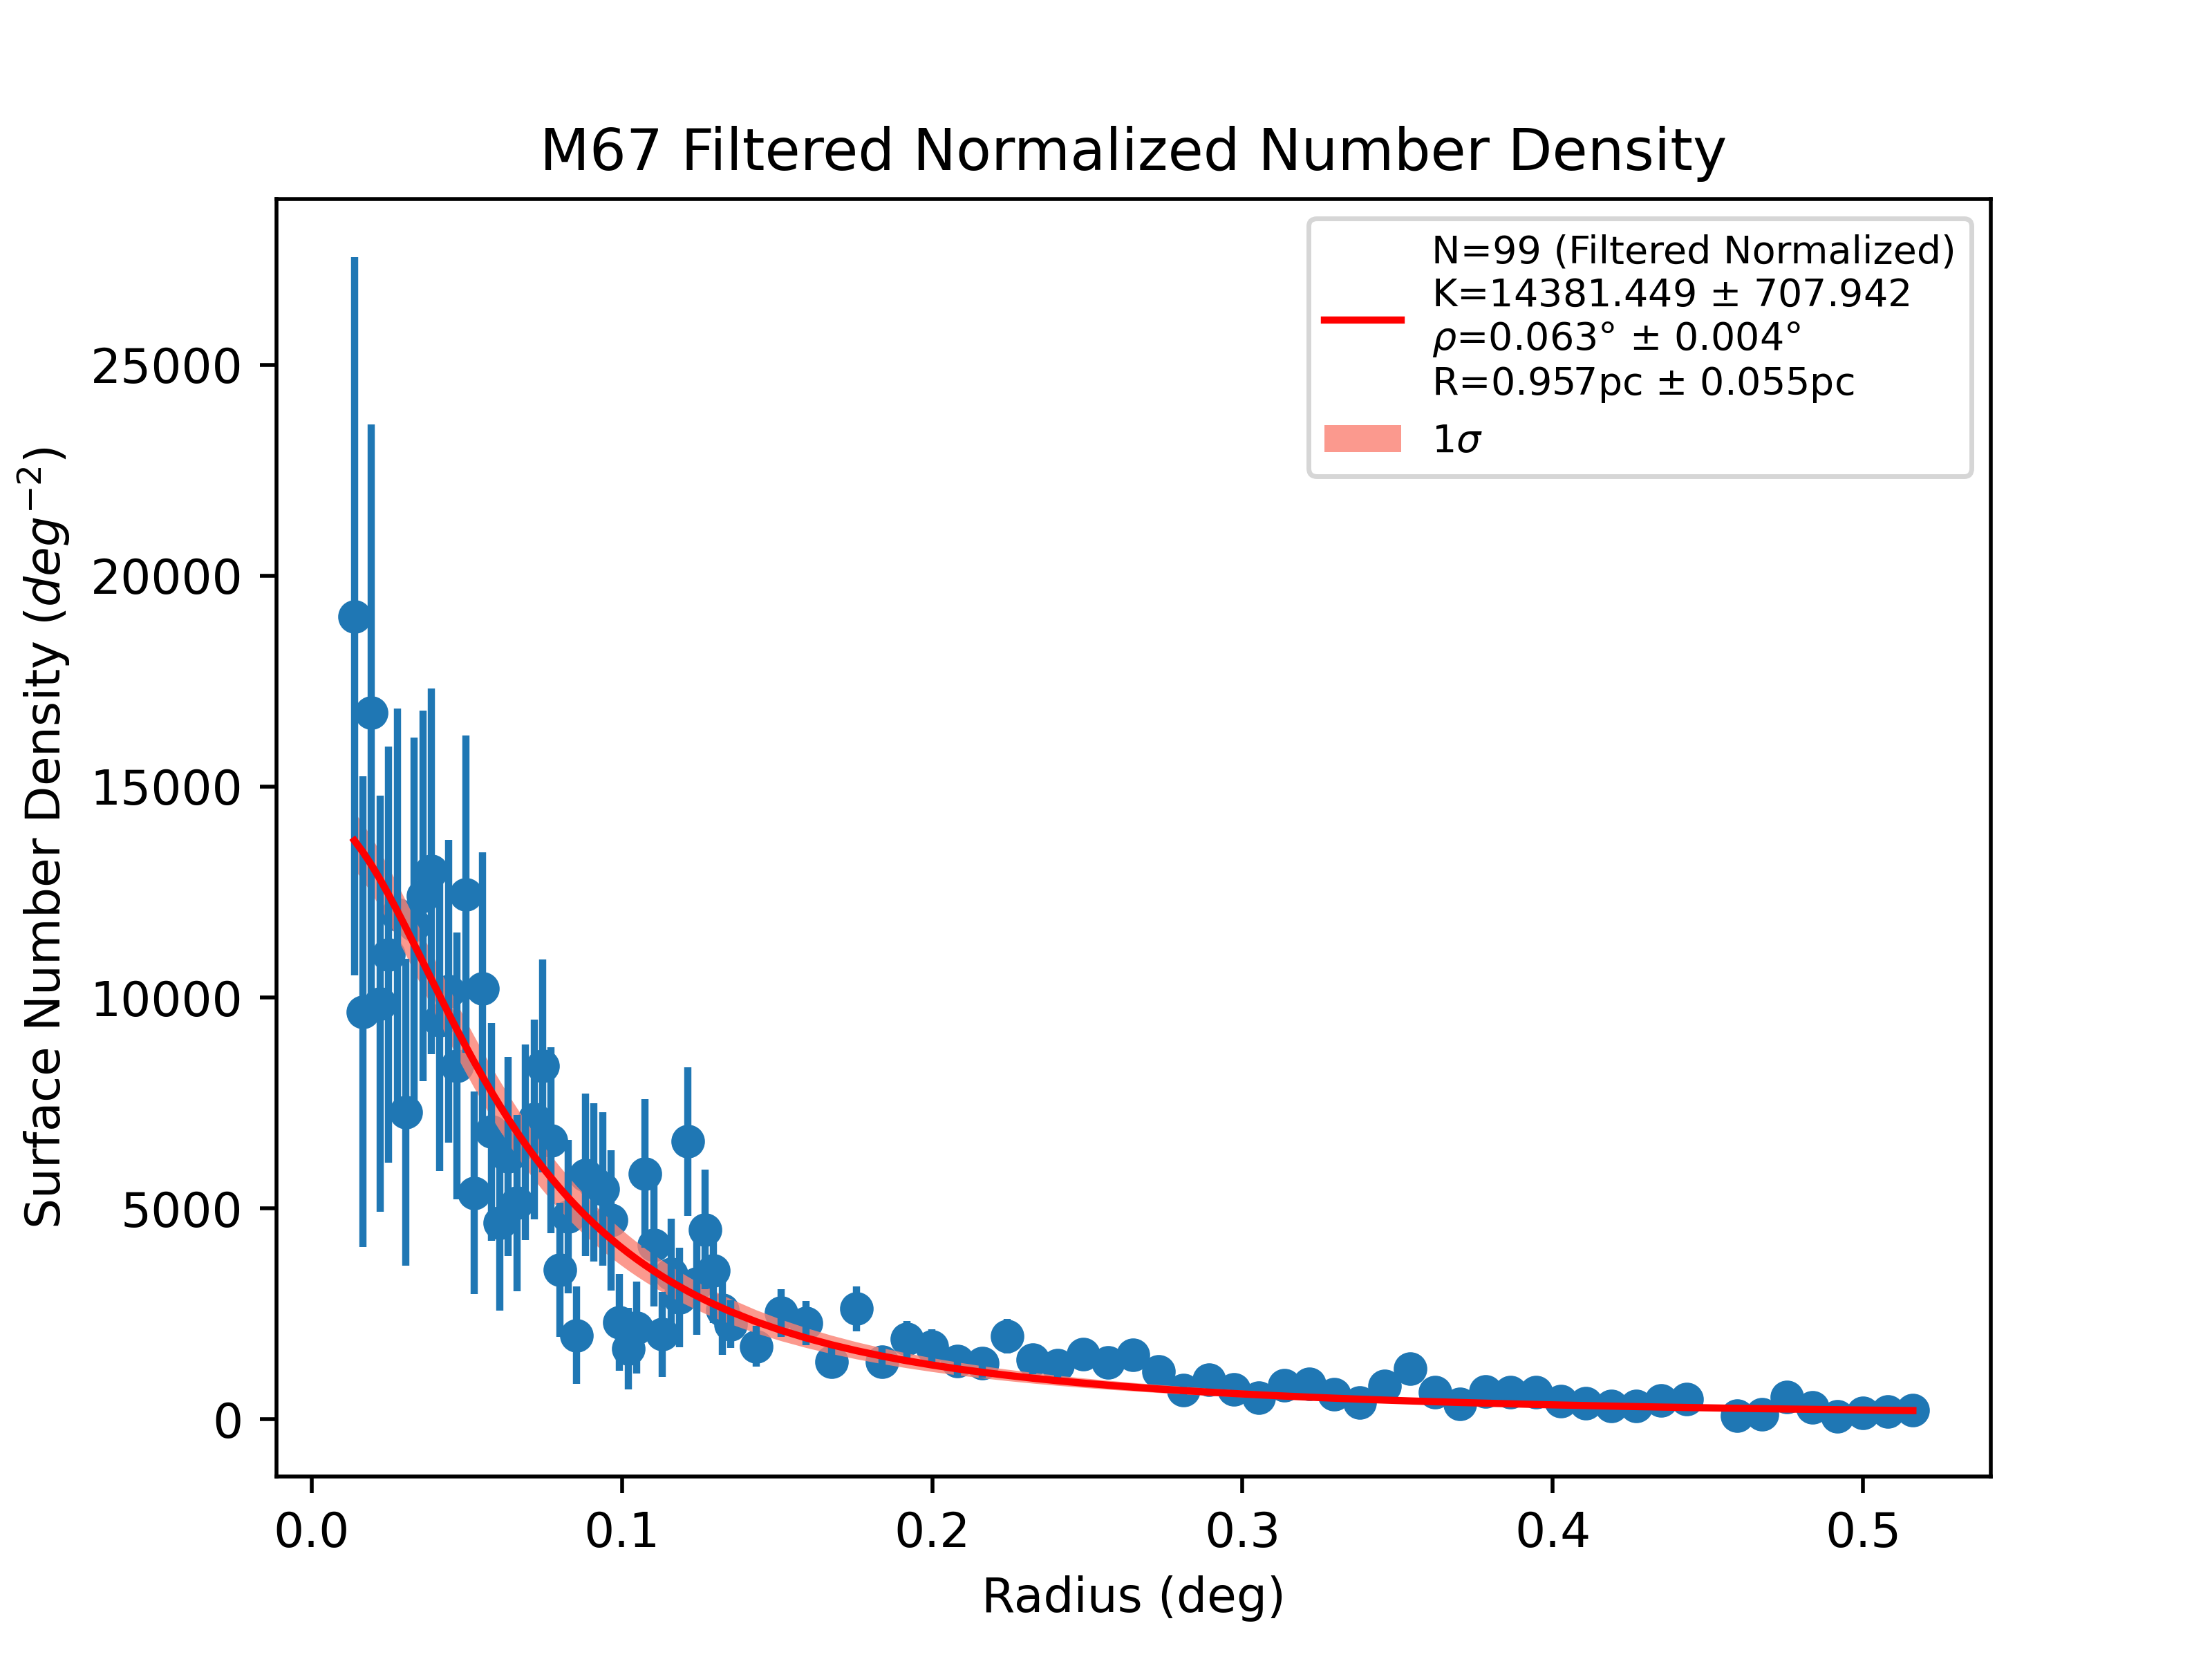 M67 Filtered Normalized Number Density
N=99 (Filtered Normalized)
K=14381.449 ± 707.942
ρ=0.063° ± 0.004°
R=0.957pc ± 0.055pc
1σ
Surface Number Density (deg⁻²)
25000
20000
15000
10000
5000
0
0.0 0.1 0.2 0.3 0.4 0.5
Radius (deg)